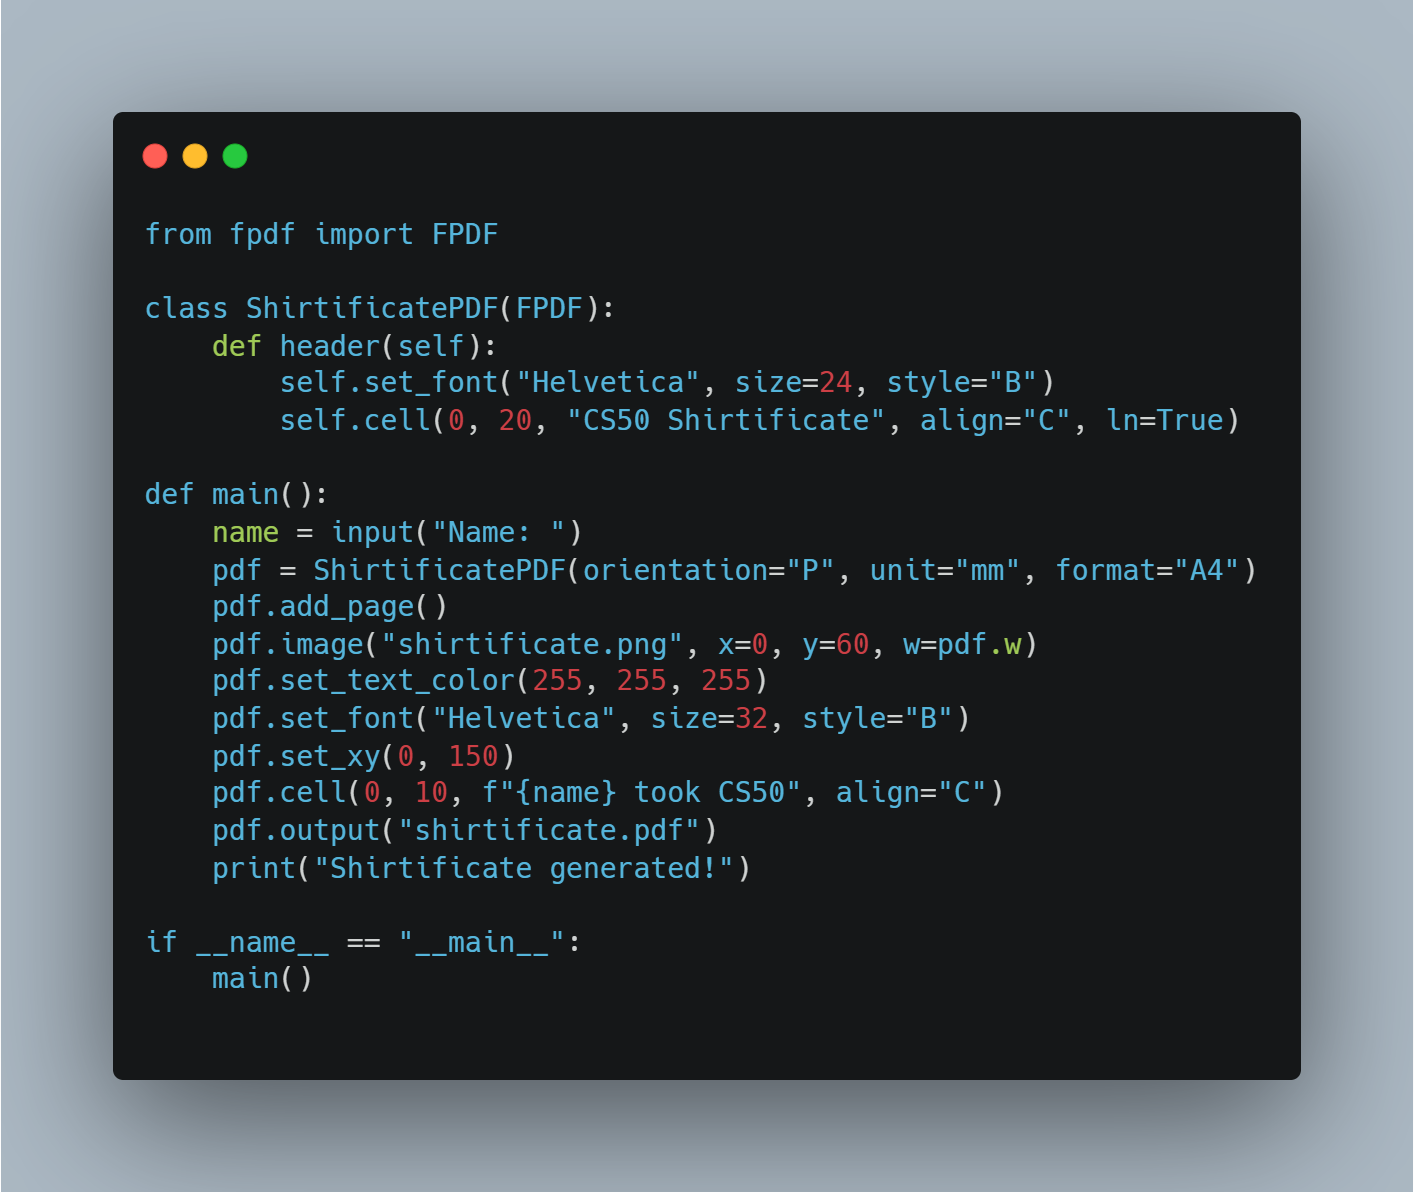 from fpdf import FPDF

class ShirtificatePDF(FPDF):
    def header(self):
        self.set_font("Helvetica", size=24, style="B")
        self.cell(0, 20, "CS50 Shirtificate", align="C", ln=True)

def main():
    name = input("Name: ")
    pdf = ShirtificatePDF(orientation="P", unit="mm", format="A4")
    pdf.add_page()
    pdf.image("shirtificate.png", x=0, y=60, w=pdf.w)
    pdf.set_text_color(255, 255, 255)
    pdf.set_font("Helvetica", size=32, style="B")
    pdf.set_xy(0, 150)
    pdf.cell(0, 10, f"{name} took CS50", align="C")
    pdf.output("shirtificate.pdf")
    print("Shirtificate generated!")

if __name__ == "__main__":
    main()